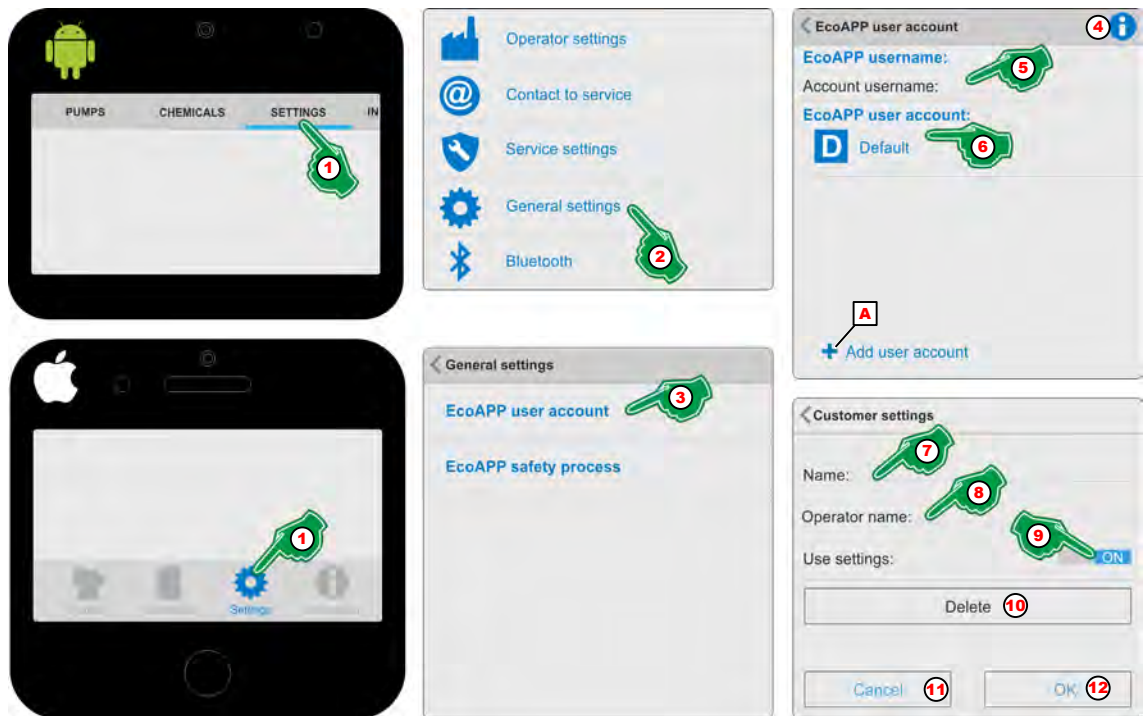 PUMPS CHEMICALS SETTINGS IN
1
Operator settings
Contact to service
Service settings
General settings
2
Bluetooth
EcoAPP user account
4
i
EcoAPP username:
5
Account username:
EcoAPP user account:
D Default
6
A
Add user account
1
Settings
General settings
EcoAPP user account
3
EcoAPP safety process
Customer settings
7
Name:
8
Operator name:
9
Use settings: ON
Delete 10
Cancel 11
OK 12